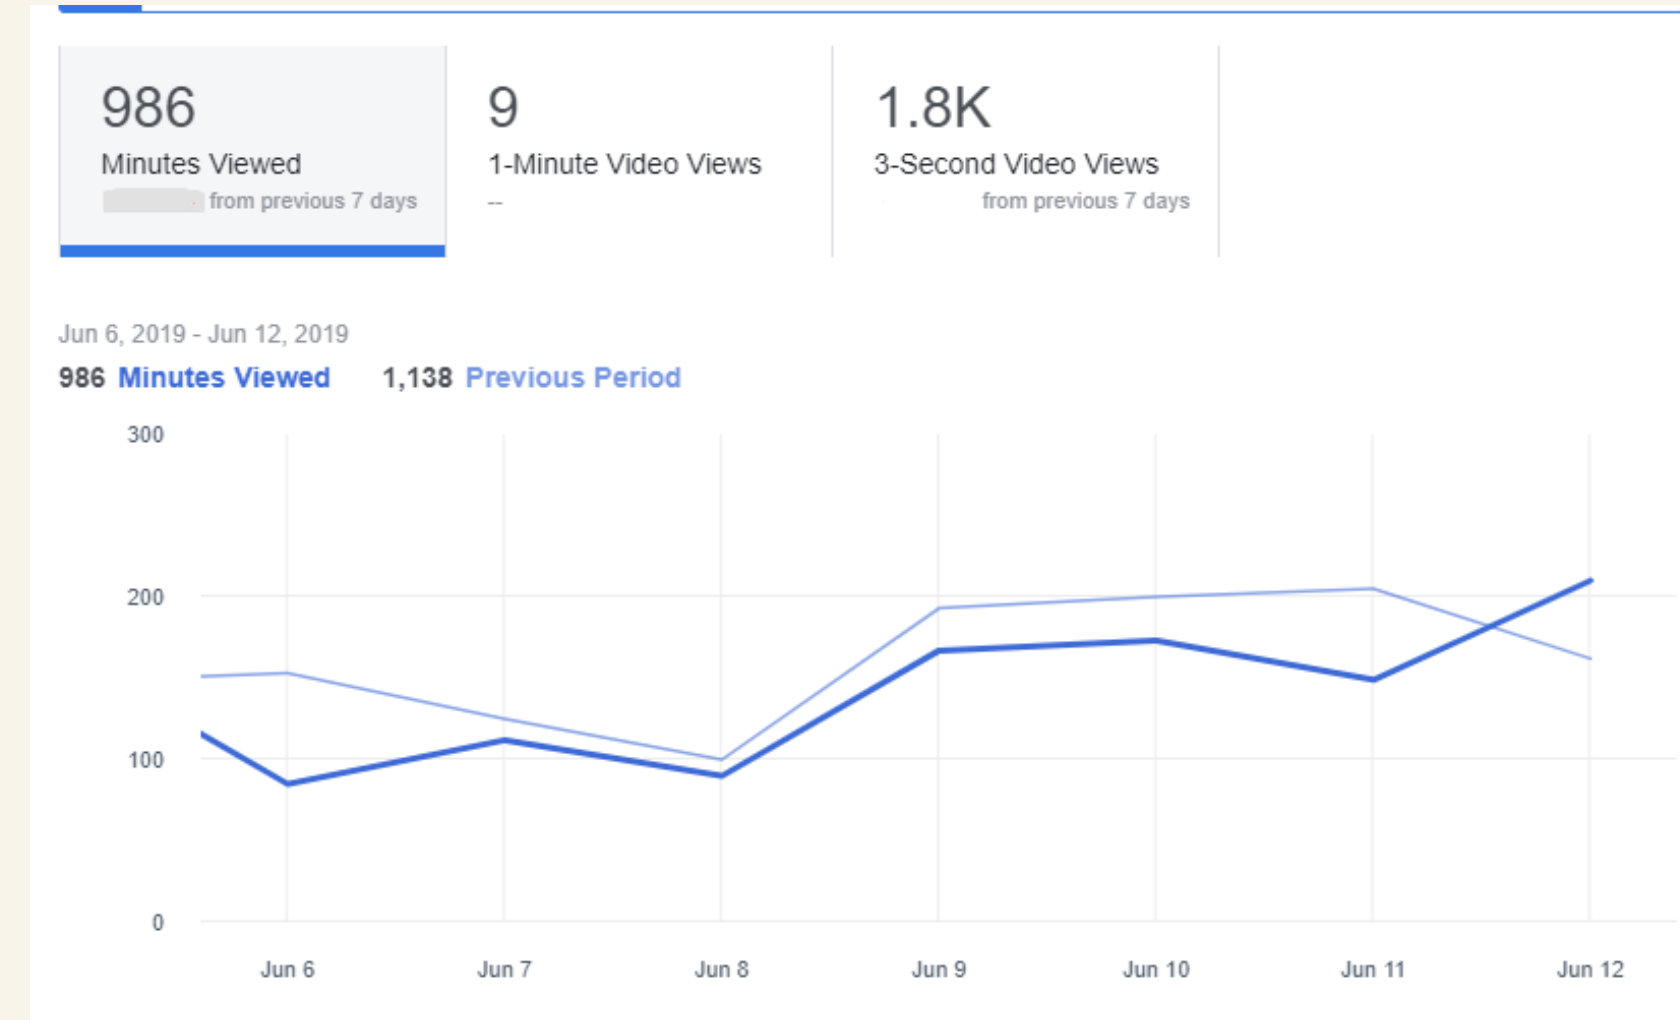 986
Minutes Viewed
from previous 7 days
9
1-Minute Video Views
--
1.8K
3-Second Video Views
from previous 7 days
Jun 6, 2019 - Jun 12, 2019
986 Minutes Viewed 1,138 Previous Period
300
200
100
0
Jun 6 Jun 7 Jun 8 Jun 9 Jun 10 Jun 11 Jun 12